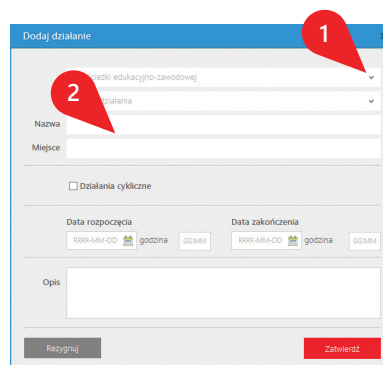 Dodaj działanie
1
ścieżki edukacyjno-zawodowej
2
działania
Nazwa
Miejsce
Działania cykliczne
Data rozpoczęcia Data zakończenia
RRRR-MM-DD godzina GG:MM RRRR-MM-DD godzina GG:MM
Opis
Rezygnuj Zatwierdź